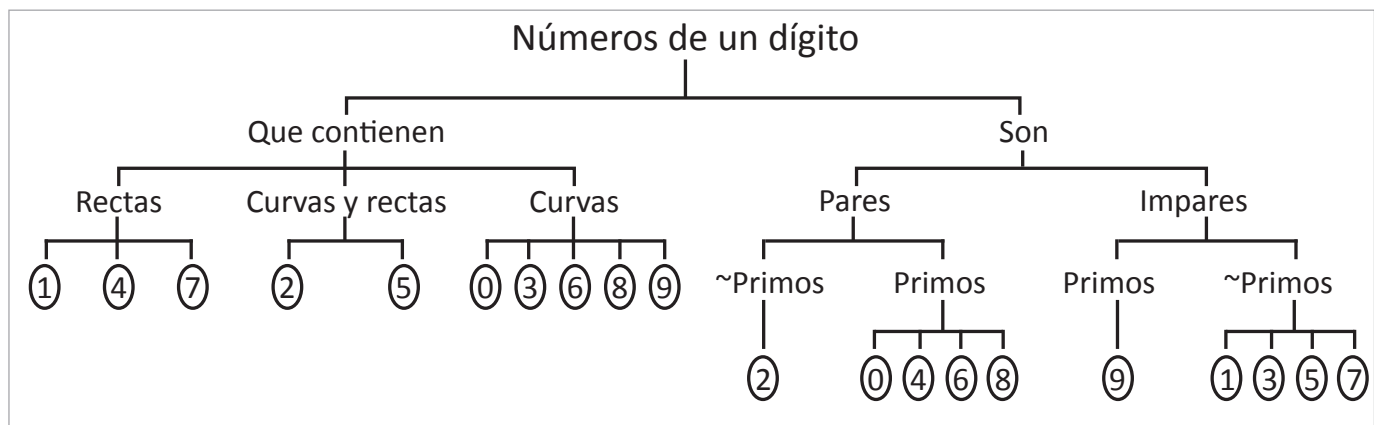 Números de un dígito
Que contienen Son
Rectas Curvas y rectas Curvas Pares Impares
1 4 7 2 5 0 3 6 8 9 ~Primos Primos Primos ~Primos
2 0 4 6 8 9 1 3 5 7